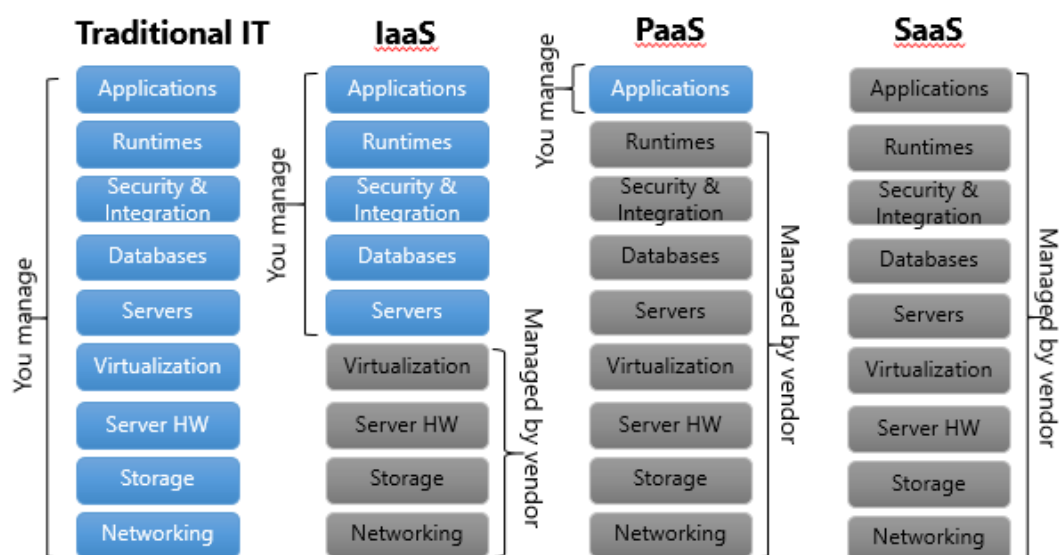 Traditional IT
Applications
Runtimes
Security &
Integration
Databases
Servers
Virtualization
Server HW
Storage
Networking
You manage
IaaS
Applications
Runtimes
Security &
Integration
Databases
Servers
Virtualization
Server HW
Storage
Networking
You manage
Managed by vendor
PaaS
Applications
Runtimes
Security &
Integration
Databases
Servers
Virtualization
Server HW
Storage
Networking
You manage
Managed by vendor
SaaS
Applications
Runtimes
Security &
Integration
Databases
Servers
Virtualization
Server HW
Storage
Networking
Managed by vendor